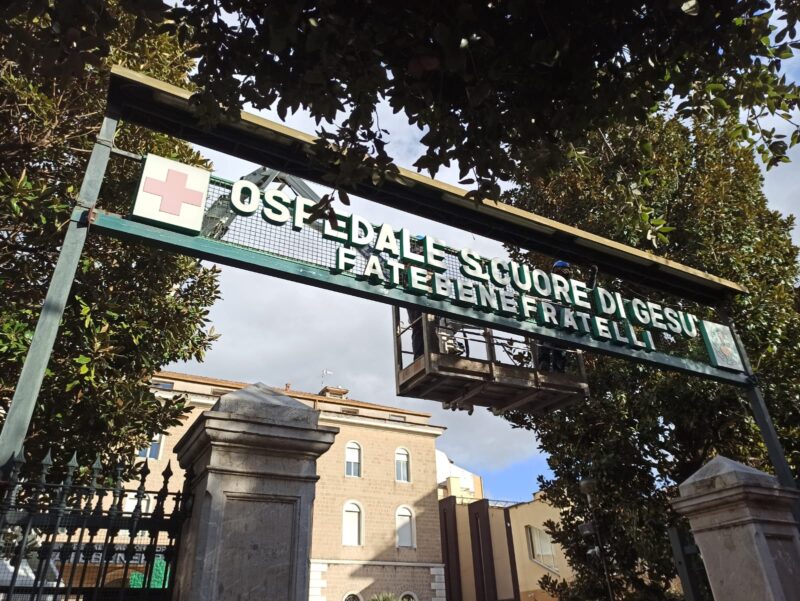 OSPEDALE S.CUORE DI GESU'
FATEBENEFRATELLI